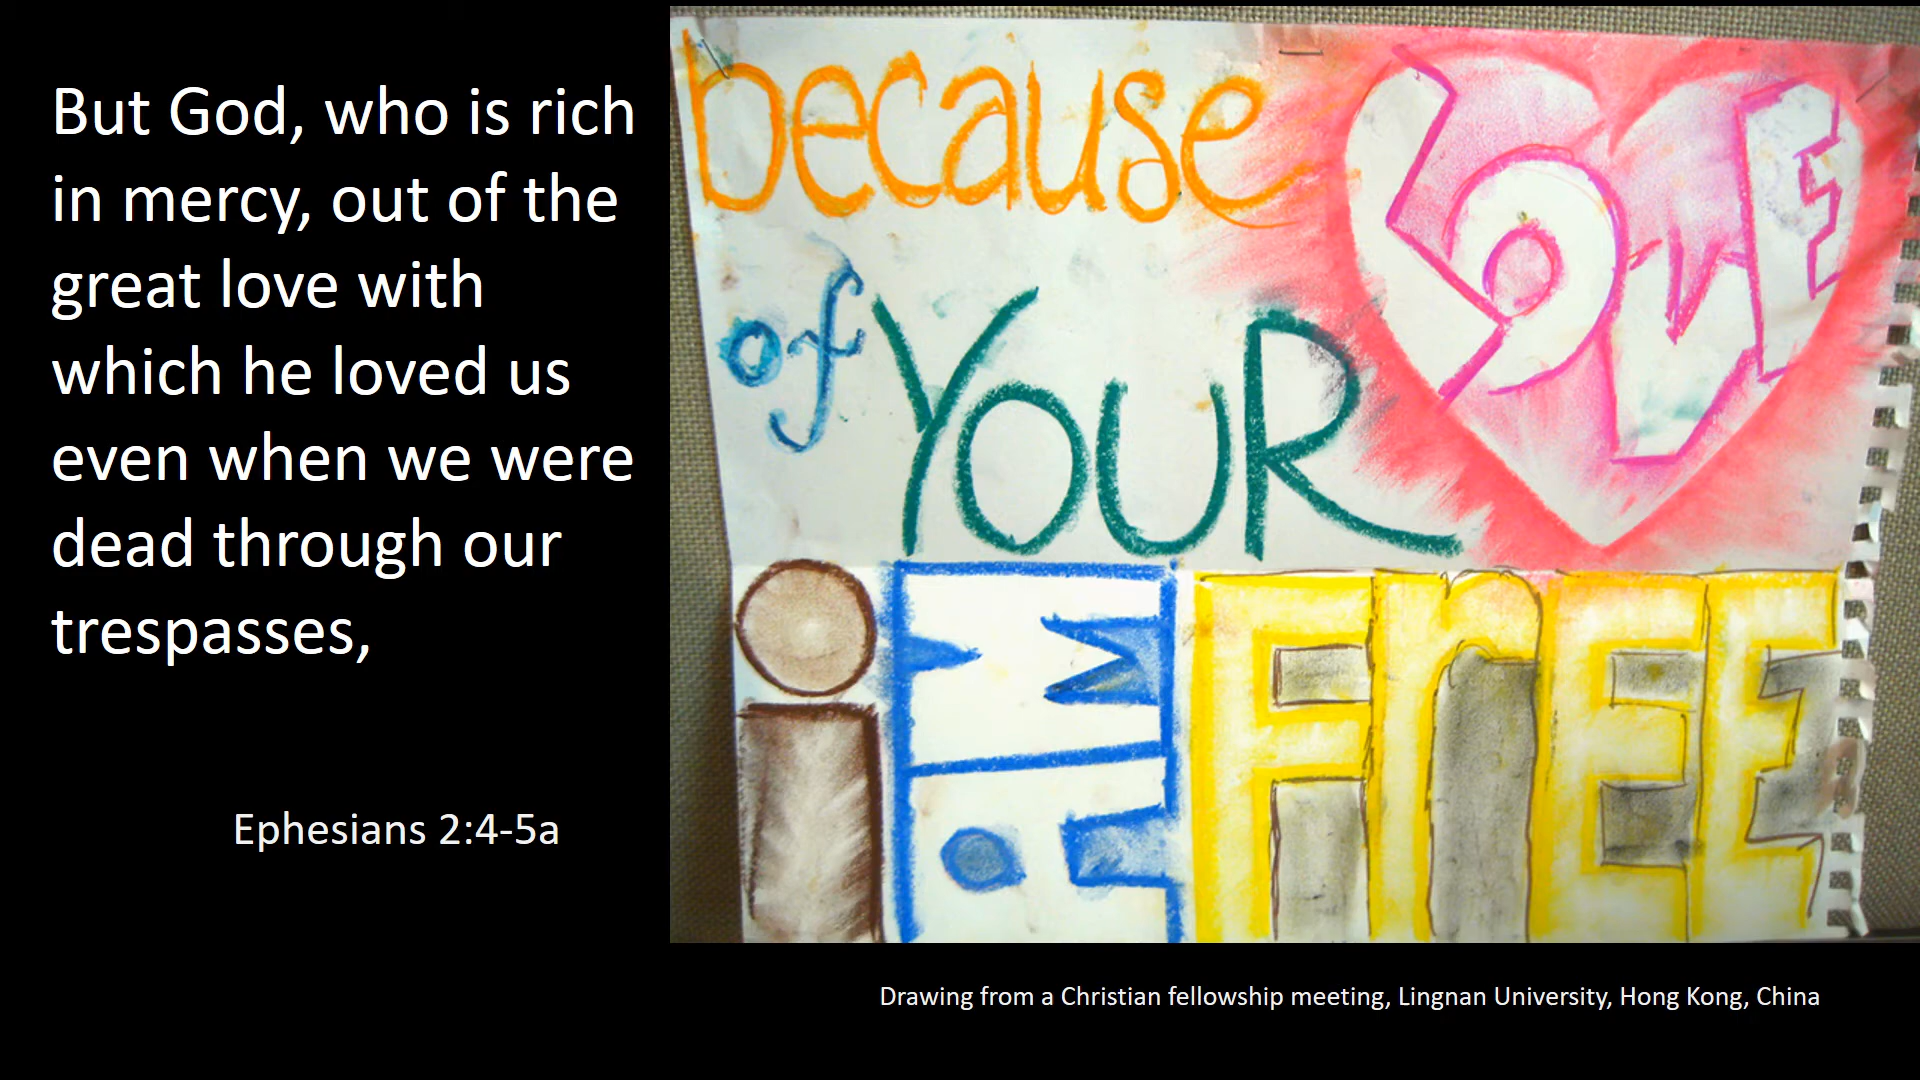 But God, who is rich
in mercy, out of the
great love with
which he loved us
even when we were
dead through our
trespasses,
Ephesians 2:4-5a
because
of YOUR LOVE
i AM FrEE
Drawing from a Christian fellowship meeting, Lingnan University, Hong Kong, China